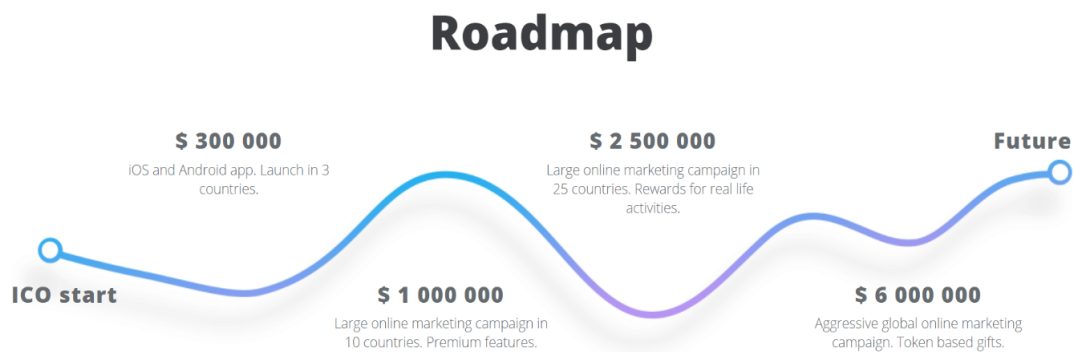 Roadmap
$ 300 000
iOS and Android app. Launch in 3
countries.
$ 2 500 000
Large online marketing campaign in
25 countries. Rewards for real life
activities.
Future
ICO start
$ 1 000 000
Large online marketing campaign in
10 countries. Premium features.
$ 6 000 000
Aggressive global online marketing
campaign. Token based gifts.